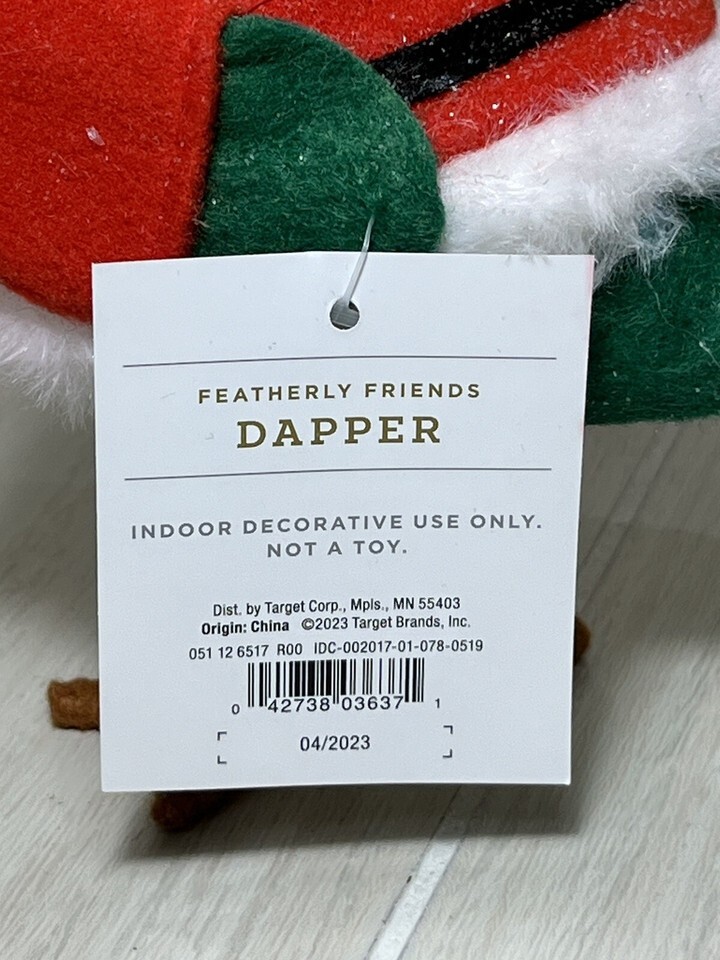 FEATHERLY FRIENDS
DAPPER
INDOOR DECORATIVE USE ONLY.
NOT A TOY.
Dist. by Target Corp., Mpls., MN 55403
Origin: China ©2023 Target Brands, Inc.
051 12 6517 R00 IDC-002017-01-078-0519
0 42738 03637 1
04/2023